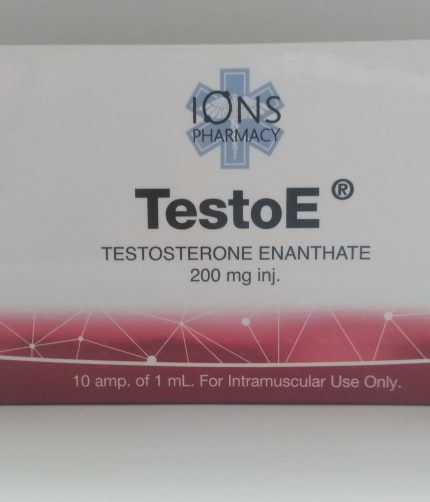 IONS
PHARMACY
TestoE ®
TESTOSTERONE ENANTHATE
200 mg inj.
10 amp. of 1 mL. For Intramuscular Use Only.